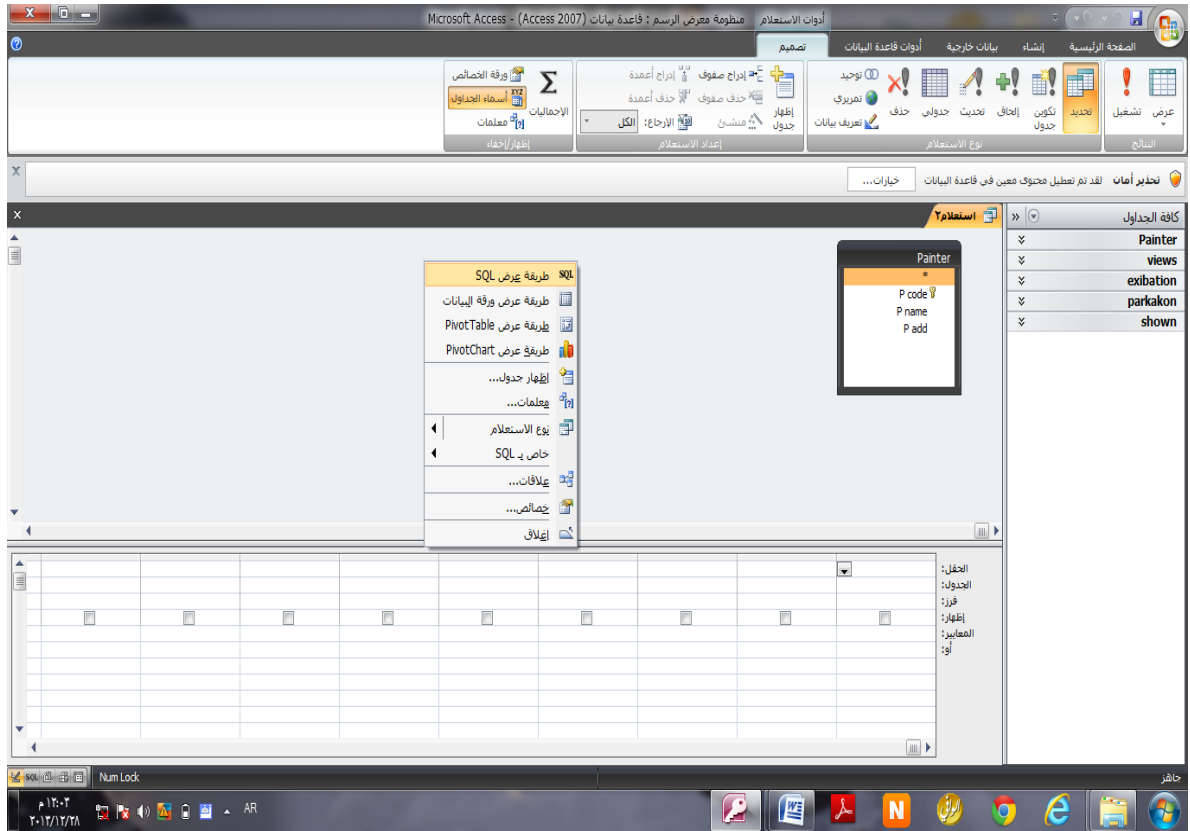 أدوات الاستعلام منظومة معرض الرسم : قاعدة بيانات (Access 2007) - Microsoft Access
الصفحة الرئيسية إنشاء بيانات خارجية أدوات قاعدة البيانات تصميم
عرض تشغيل تحديد تكوين جدول إلحاق تحديث جدولي حذف
توحيد
تمريري
تعريف بيانات
إظهار جدول
إدراج صفوف
حذف صفوف
منشئ
إدراج أعمدة
حذف أعمدة
الإرجاع: الكل
الإجماليات
ورقة الخصائص
أسماء الجداول
معلمات
النتائج نوع الاستعلام إعداد الاستعلام إظهار/إخفاء
تحذير أمان لقد تم تعطيل محتوى معين في قاعدة البيانات خيارات...
كافة الجداول
Painter
views
exibation
parkakon
shown
استعلام٢
Painter
*
P code
P name
P add
SQL طريقة عرض SQL
طريقة عرض ورقة البيانات
طريقة عرض PivotTable
طريقة عرض PivotChart
إظهار جدول...
معلمات...
نوع الاستعلام
خاص بـ SQL
علاقات...
خصائص...
إغلاق
الحقل:
الجدول:
فرز:
إظهار:
المعايير:
أو:
جاهز
Num Lock
SQL
AR
١٢:٠٣ م
٢٠١٣/١٢/٢٨